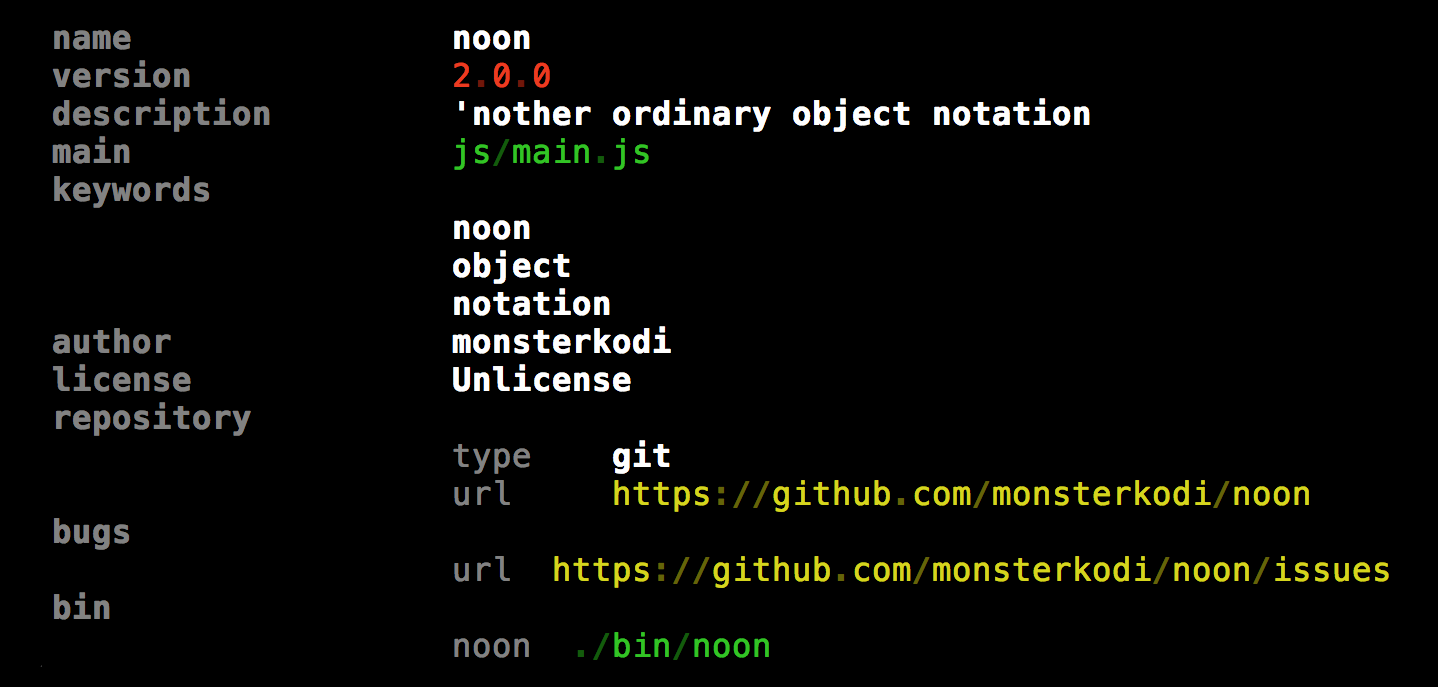 name noon
version 2.0.0
description 'nother ordinary object notation
main js/main.js
keywords
noon
object
notation
author monsterkodi
license Unlicense
repository
type git
url https://github.com/monsterkodi/noon
bugs
url https://github.com/monsterkodi/noon/issues
bin
noon ./bin/noon